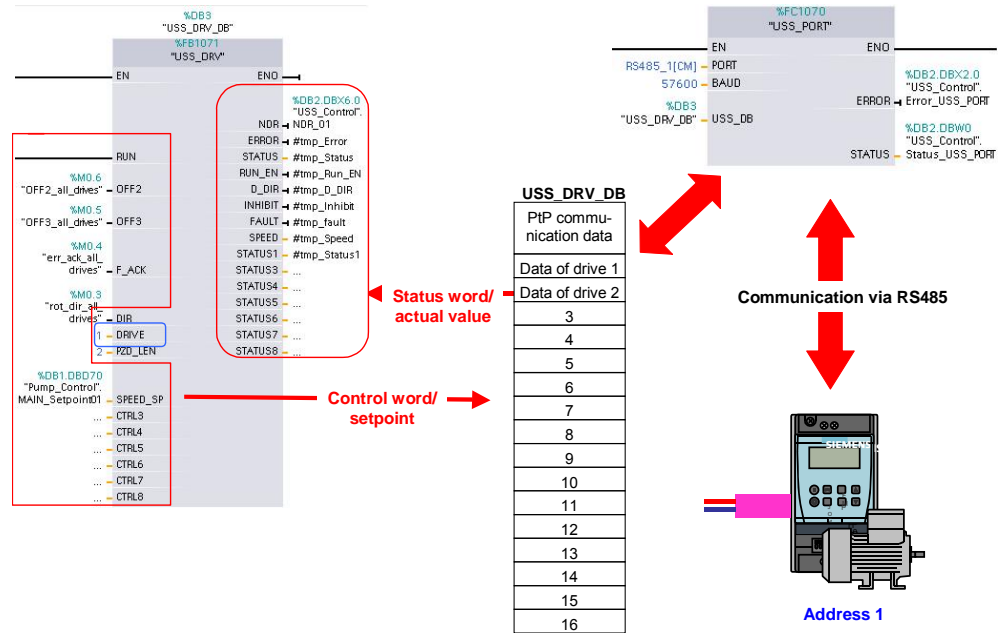 %DB3
"USS_DRV_DB"
%FB1071
"USS_DRV"
EN
ENO
%DB2.DBX6.0
"USS_Control".
NDR
NDR_01
ERROR
#tmp_Error
RUN
STATUS
#tmp_Status
RUN_EN
#tmp_Run_EN
%M0.6
"OFF2_all_drives"
OFF2
D_DIR
#tmp_D_DIR
INHIBIT
#tmp_Inhibit
%M0.5
"OFF3_all_drives"
OFF3
FAULT
#tmp_fault
SPEED
#tmp_Speed
%M0.4
"err_ack_all_
drives"
F_ACK
STATUS1
#tmp_Status1
STATUS3
...
STATUS4
...
%M0.3
"rot_dir_all_
drives"
DIR
STATUS5
...
STATUS6
...
1
DRIVE
STATUS7
...
2
PZD_LEN
STATUS8
...
%DB1.DBD70
"Pump_Control".
MAIN_Setpoint01
SPEED_SP
...
CTRL3
...
CTRL4
...
CTRL5
...
CTRL6
...
CTRL7
...
CTRL8
Status word/
actual value
Control word/
setpoint
USS_DRV_DB
PtP commu-
nication data
Data of drive 1
Data of drive 2
3
4
5
6
7
8
9
10
11
12
13
14
15
16
%FC1070
"USS_PORT"
EN
ENO
RS485_1[CM]
PORT
57600
BAUD
%DB3
"USS_DRV_DB"
USS_DB
%DB2.DBX2.0
"USS_Control".
ERROR
Error_USS_PORT
%DB2.DBW0
"USS_Control".
STATUS
Status_USS_PORT
Communication via RS485
SIEMENS
Address 1